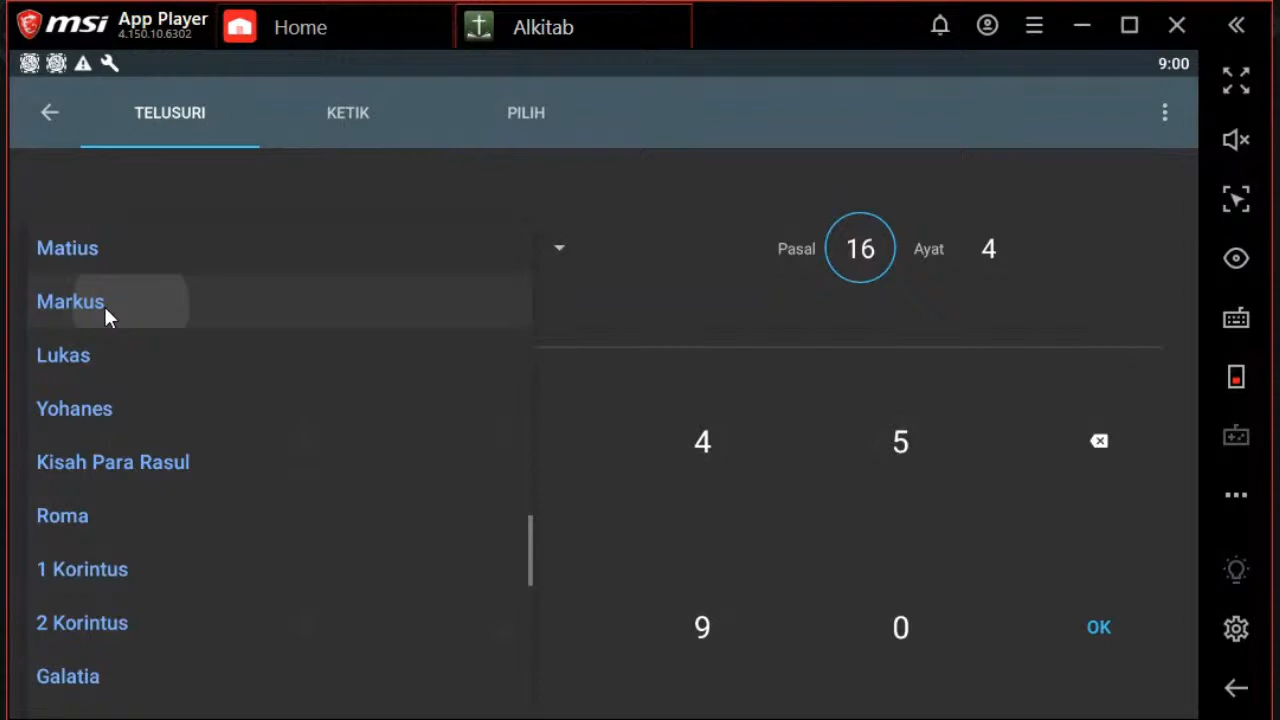 msi App Player
4.150.10.6302
Home
Alkitab
9:00
TELUSURI
KETIK
PILIH
Matius
Pasal 16 Ayat 4
Markus
Lukas
Yohanes
4 5
Kisah Para Rasul
Roma
1 Korintus
2 Korintus
9 0 OK
Galatia